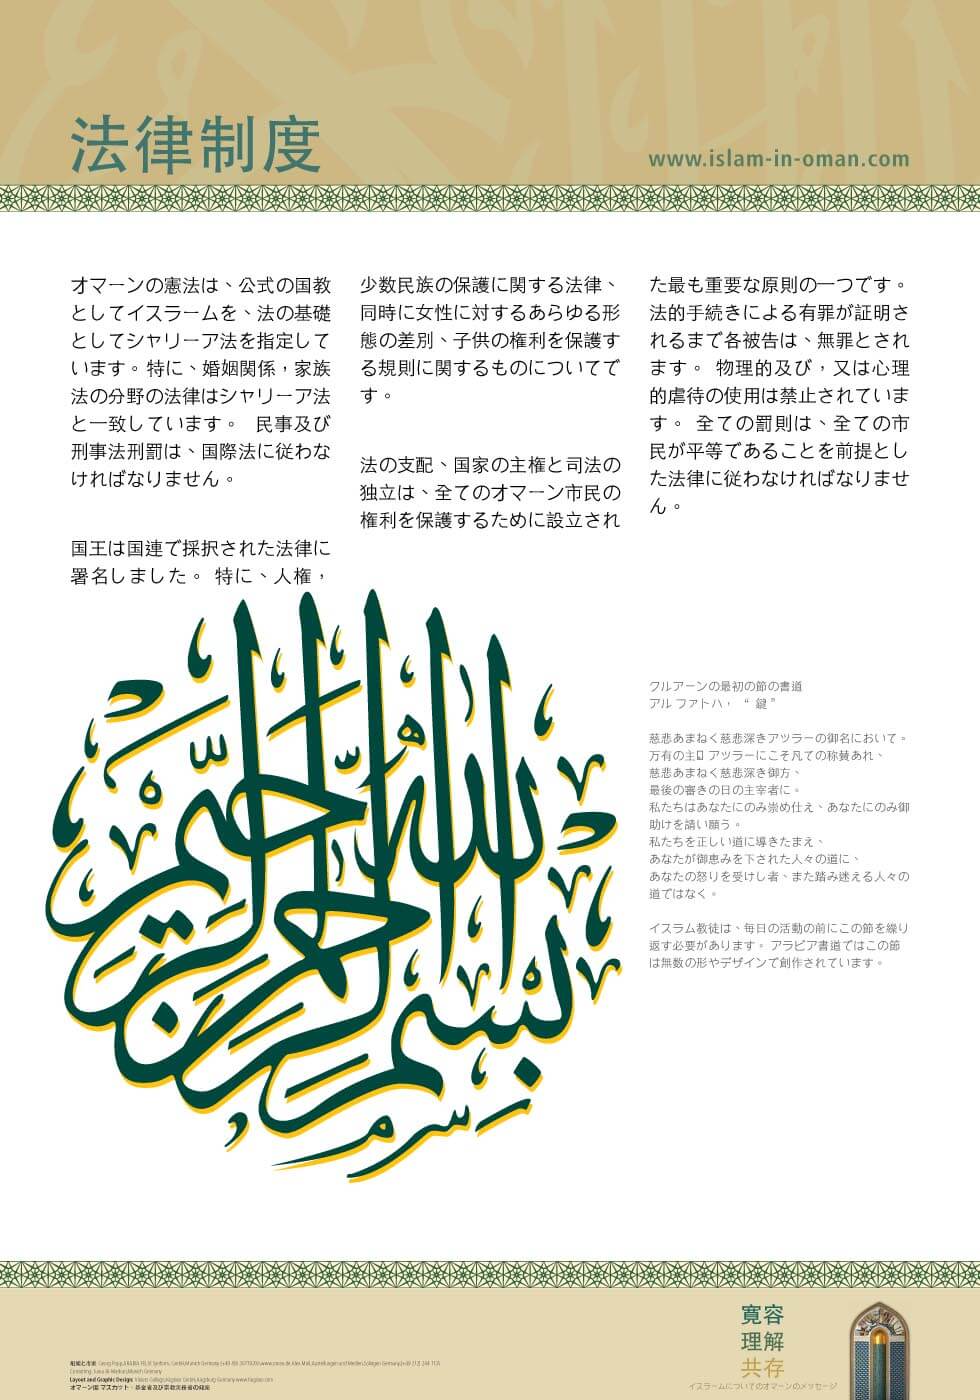 法律制度
www.islam-in-oman.com
オマーンの憲法は、公式の国教
としてイスラームを、法の基礎
としてシャリーア法を指定して
います。特に、婚姻関係，家族
法の分野の法律はシャリーア法
と一致しています。 民事及び
刑事法刑罰は、国際法に従わな
ければなりません。
国王は国連で採択された法律に
署名しました。 特に、人権，
少数民族の保護に関する法律、
同時に女性に対するあらゆる形
態の差別、子供の権利を保護す
る規則に関するものについてで
す。
法の支配、国家の主権と司法の
独立は、全てのオマーン市民の
権利を保護するために設立され
た最も重要な原則の一つです。
法的手続きによる有罪が証明さ
れるまで各被告は、無罪とされ
ます。 物理的及び，又は心理
的虐待の使用は禁止されていま
す。 全ての罰則は、全ての市
民が平等であることを前提とし
た法律に従わなければなりませ
ん。
بسم الله الرحمن الرحيم
クルアーンの最初の節の書道
アル ファトハ， “ 鍵 ”
慈悲あまねく慈悲深きアツラーの御名において。
万有の主 アツラーにこそ凡ての称賛あれ、
慈悲あまねく慈悲深き御方、
最後の審きの日の主宰者に。
私たちはあなたにのみ崇め仕え、あなたにのみ御
助けを請い願う。
私たちを正しい道に導きたまえ、
あなたが御恵みを下された人々の道に、
あなたの怒りを受けし者、また踏み迷える人々の
道ではなく。
イスラム教徒は、毎日の活動の前にこの節を繰り
返す必要があります。 アラビア書道ではこの節
は無数の形やデザインで創作されています。
寛容
理解
共存
イスラームについてのオマーンのメッセージ